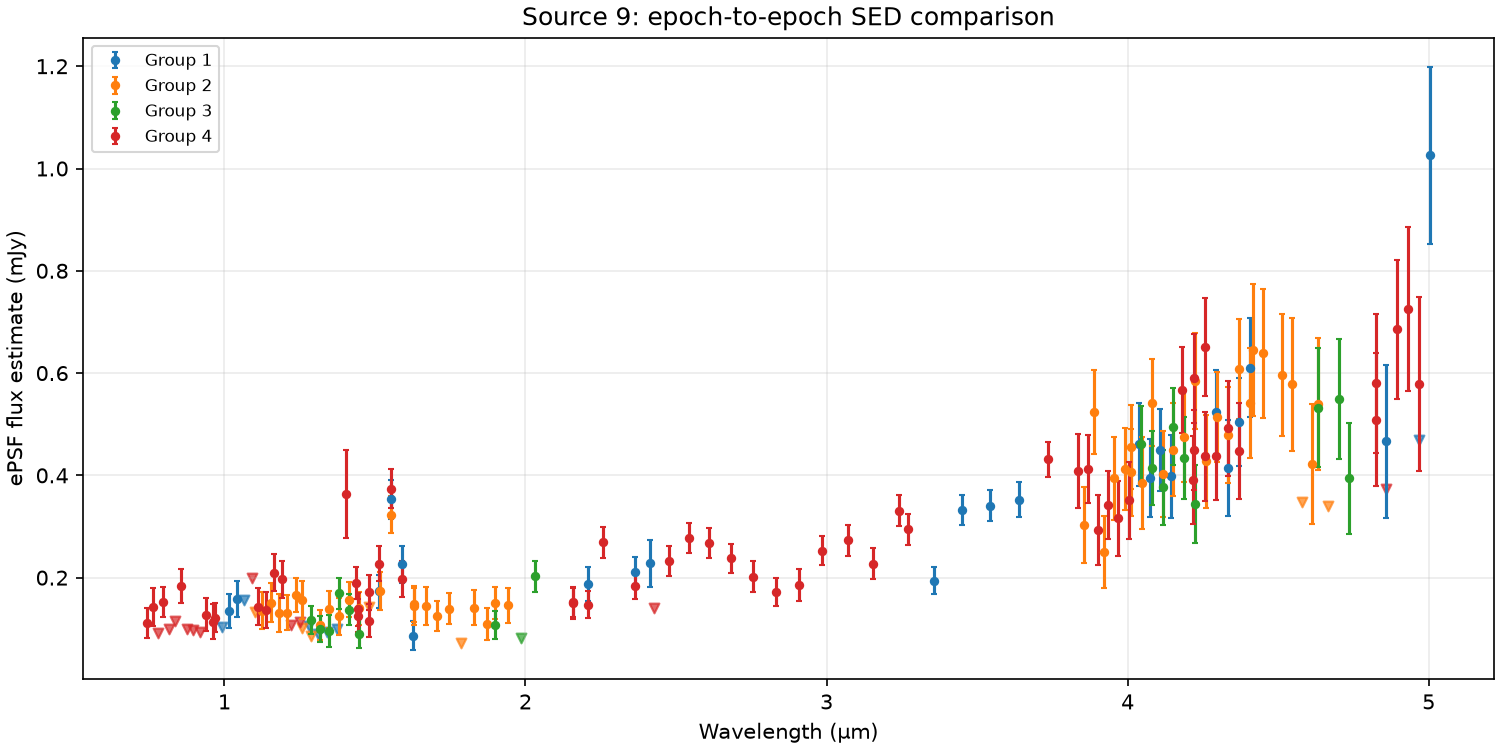 Source 9: epoch-to-epoch SED comparison
Group 1
Group 2
Group 3
Group 4
ePSF flux estimate (mJy)
1.2
1.0
0.8
0.6
0.4
0.2
1 2 3 4 5
Wavelength (μm)